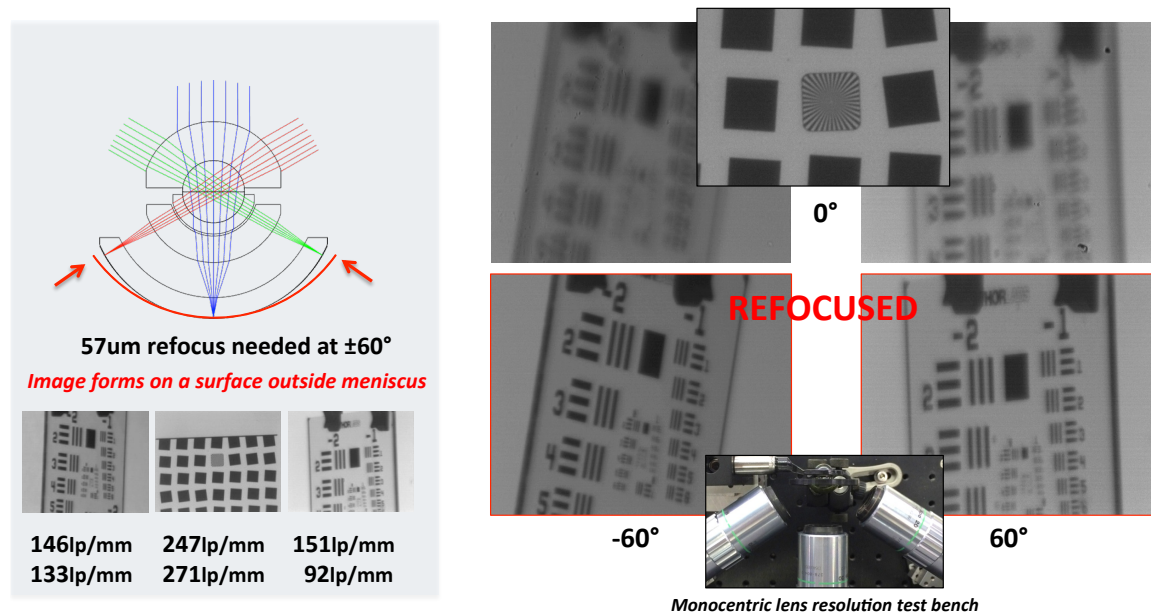 57um refocus needed at ±60°
Image forms on a surface outside meniscus
146lp/mm 247lp/mm 151lp/mm
133lp/mm 271lp/mm 92lp/mm
0°
REFOCUSED
-60° 60°
Monocentric lens resolution test bench